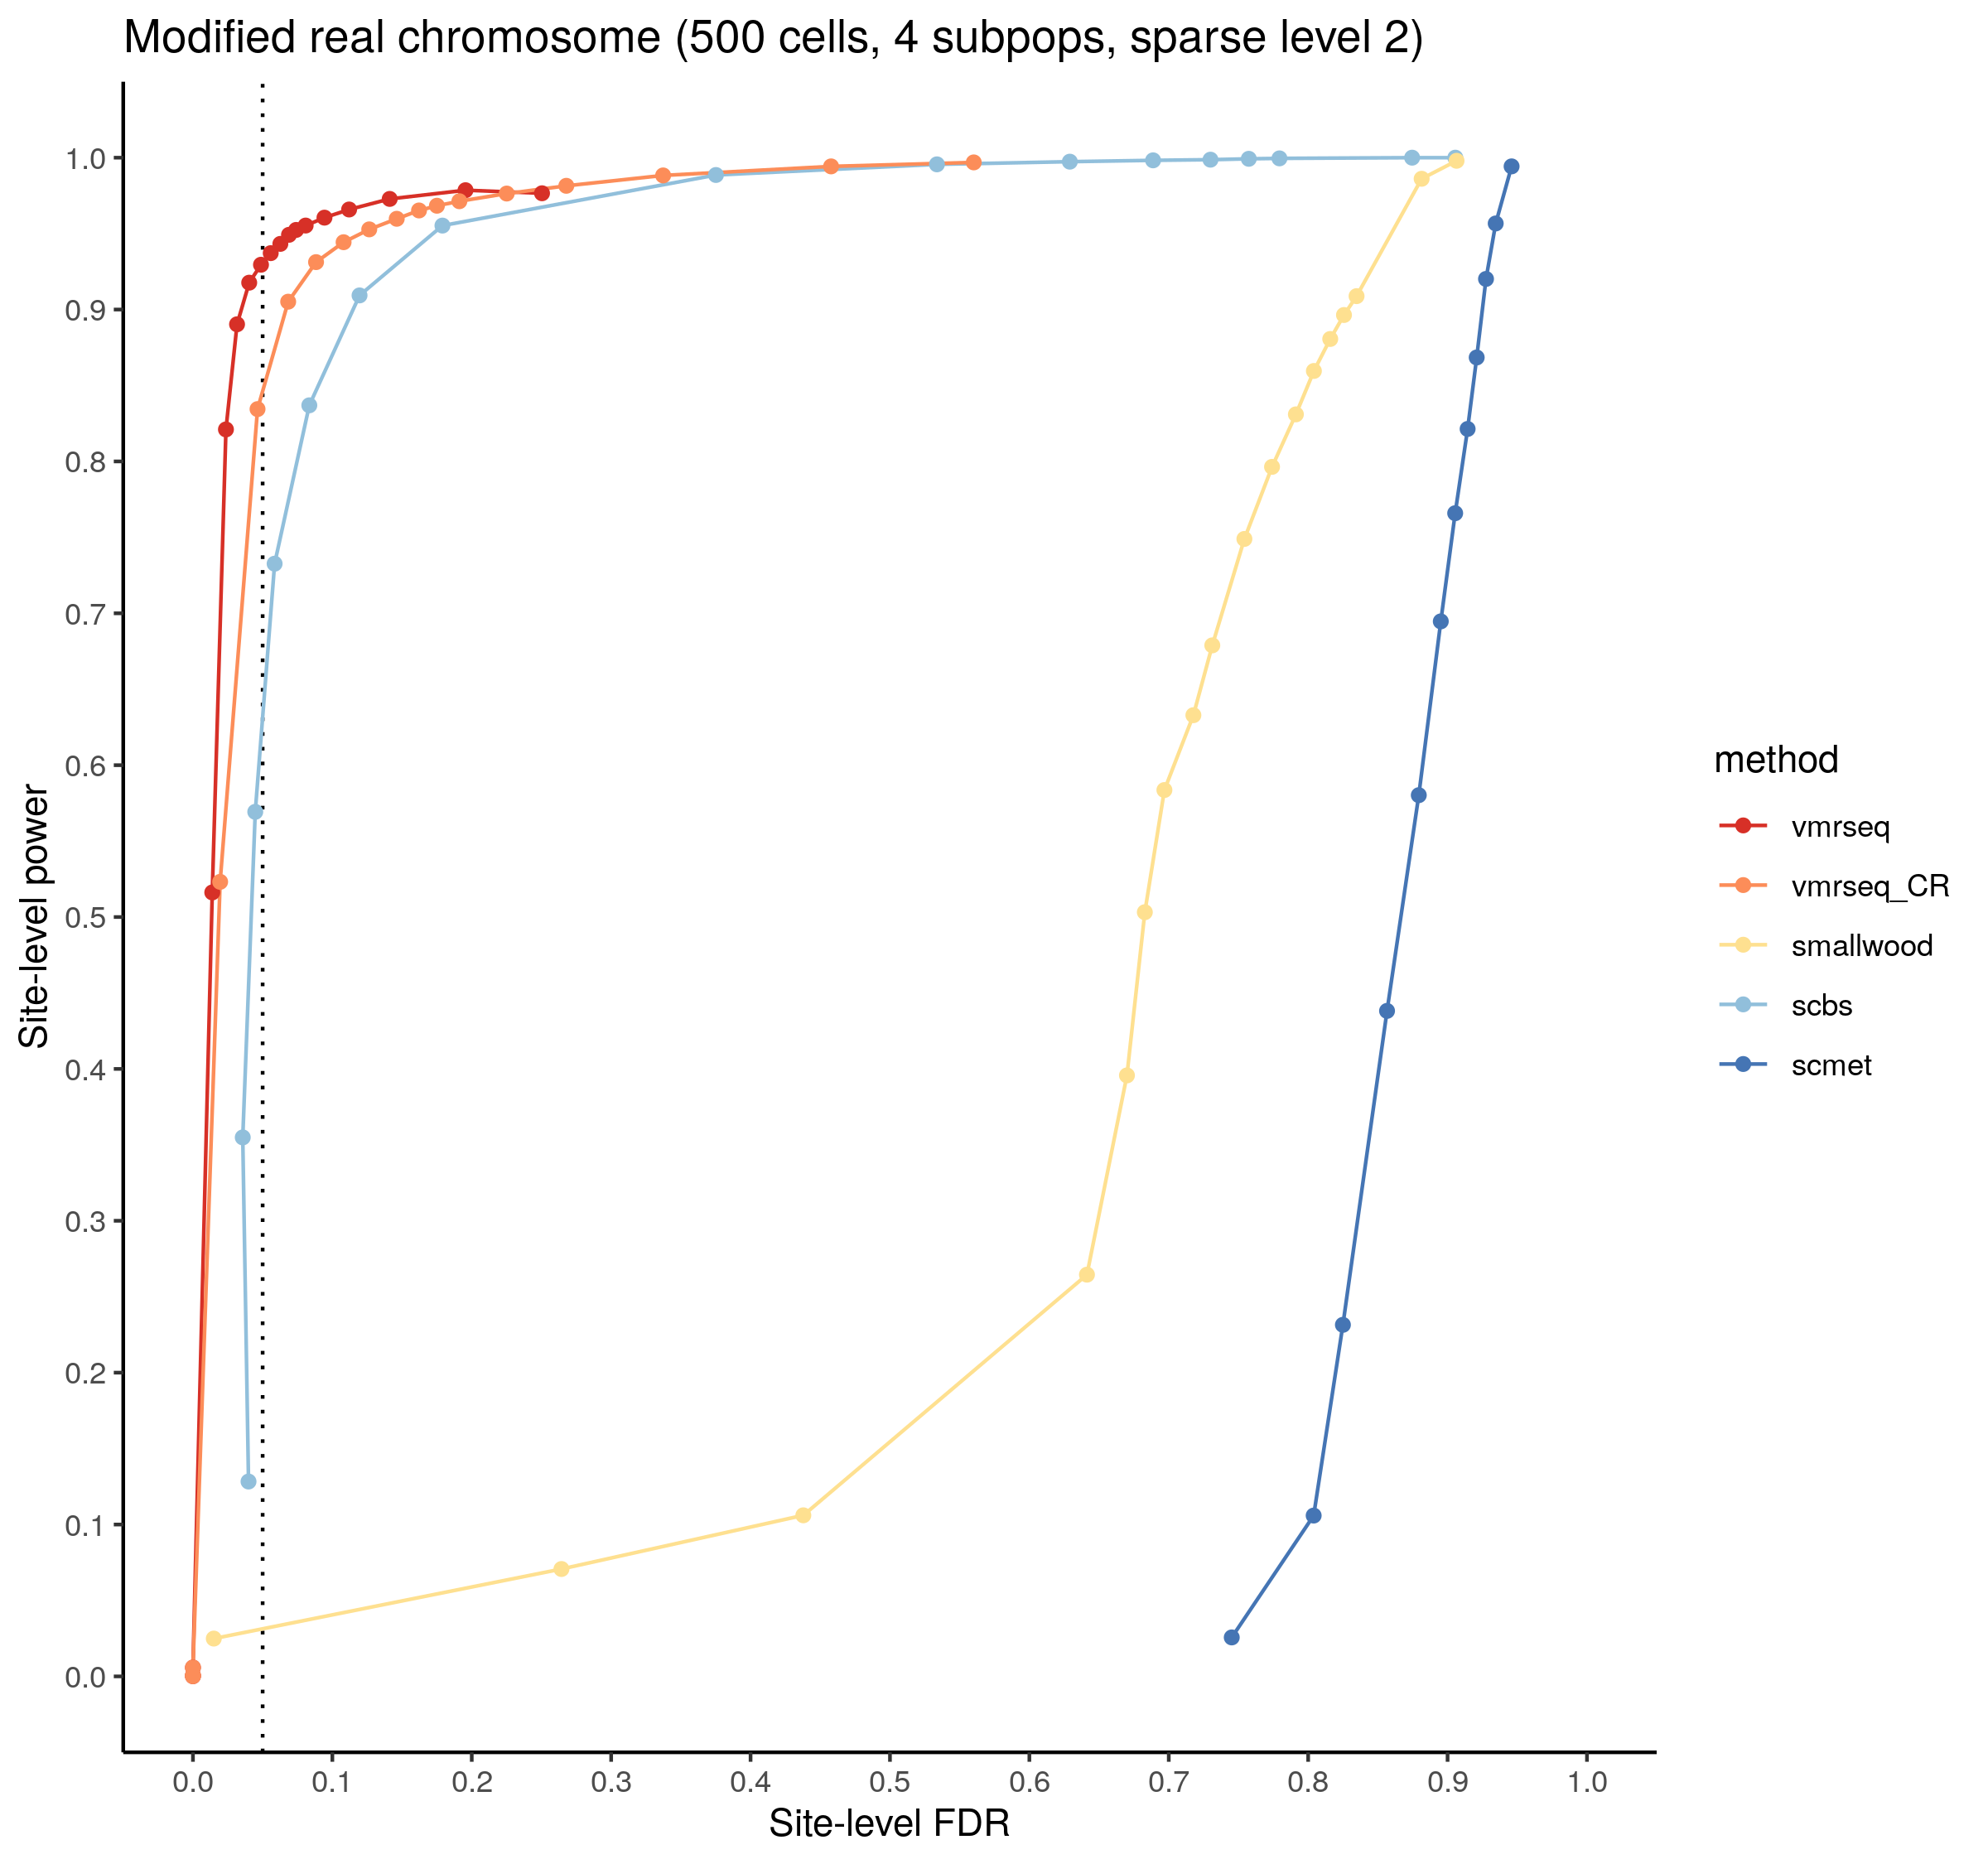 Modified real chromosome (500 cells, 4 subpops, sparse level 2)
Site-level power
1.0
0.9
0.8
0.7
0.6
0.5
0.4
0.3
0.2
0.1
0.0
0.0 0.1 0.2 0.3 0.4 0.5 0.6 0.7 0.8 0.9 1.0
Site-level FDR
method
vmrseq
vmrseq_CR
smallwood
scbs
scmet